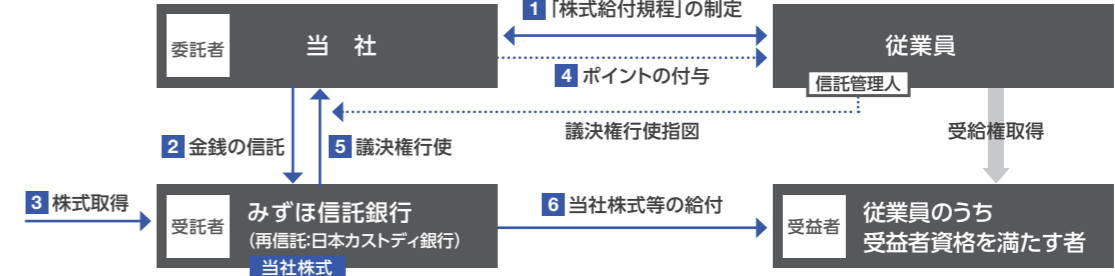 1 「株式給付規程」の制定
委託者
当 社
従業員
4 ポイントの付与
信託管理人
議決権行使指図
受給権取得
2 金銭の信託
5 議決権行使
3 株式取得
受託者
みずほ信託銀行
(再信託:日本カストディ銀行)
当社株式
6 当社株式等の給付
受益者
従業員のうち
受益者資格を満たす者